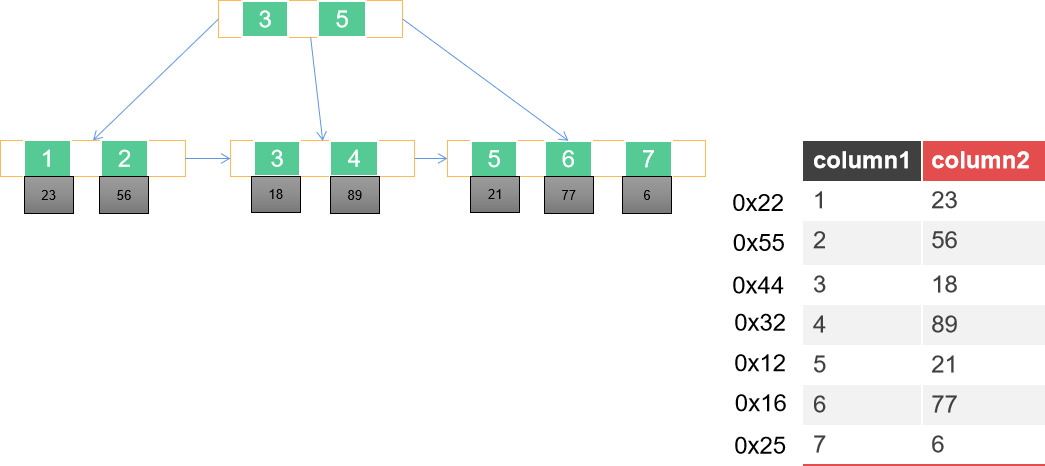 3 5
1 2 3 4 5 6 7
23 56 18 89 21 77 6
column1 column2
0x22 1 23
0x55 2 56
0x44 3 18
0x32 4 89
0x12 5 21
0x16 6 77
0x25 7 6